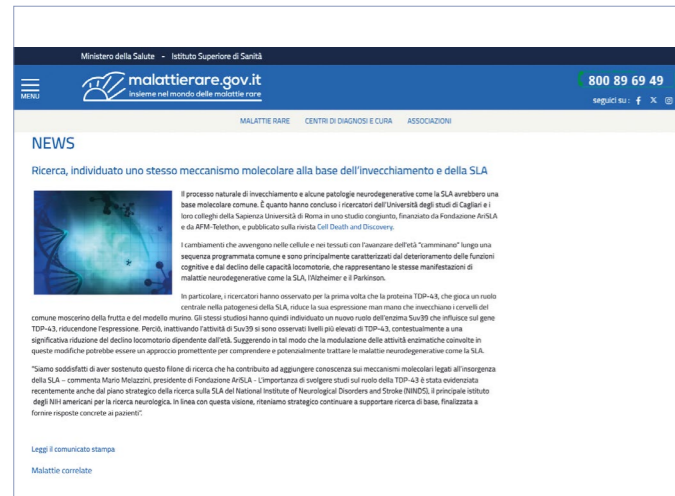 Ministero della Salute - Istituto Superiore di Sanità
MENU
malattierare.gov.it
insieme nel mondo delle malattie rare
800 89 69 49
seguici su :
MALATTIE RARE CENTRI DI DIAGNOSI E CURA ASSOCIAZIONI
NEWS
Ricerca, individuato uno stesso meccanismo molecolare alla base dell'invecchiamento e della SLA
Il processo naturale di invecchiamento e alcune patologie neurodegenerative come la SLA avrebbero una
base molecolare comune. È quanto hanno concluso i ricercatori dell'Università degli studi di Cagliari e i
loro colleghi della Sapienza Università di Roma in uno studio congiunto, finanziato da Fondazione AriSLA
e da AFM-Telethon, e pubblicato sulla rivista Cell Death and Discovery.
I cambiamenti che avvengono nelle cellule e nei tessuti con l'avanzare dell'età "camminano" lungo una
sequenza programmata comune e sono principalmente caratterizzati dal deterioramento delle funzioni
cognitive e dal declino delle capacità locomotorie, che rappresentano le stesse manifestazioni di
malattie neurodegenerative come la SLA, l'Alzheimer e il Parkinson.
In particolare, i ricercatori hanno osservato per la prima volta che la proteina TDP-43, che gioca un ruolo
centrale nella patogenesi della SLA, riduce la sua espressione man mano che invecchiano i cervelli del
comune moscerino della frutta e del modello murino. Gli stessi studiosi hanno quindi individuato un nuovo ruolo dell'enzima Suv39 che influisce sul gene
TDP-43, riducendone l'espressione. Perciò, inattivando l'attività di Suv39 si sono osservati livelli più elevati di TDP-43, contestualmente a una
significativa riduzione del declino locomotorio dipendente dall'età. Suggerendo in tal modo che la modulazione delle attività enzimatiche coinvolte in
queste modifiche potrebbe essere un approccio promettente per comprendere e potenzialmente trattare le malattie neurodegenerative come la SLA.
"Siamo soddisfatti di aver sostenuto questo filone di ricerca che ha contribuito ad aggiungere conoscenza sui meccanismi molecolari legati all'insorgenza
della SLA – commenta Mario Melazzini, presidente di Fondazione AriSLA - L'importanza di svolgere studi sul ruolo della TDP-43 è stata evidenziata
recentemente anche dal piano strategico della ricerca sulla SLA del National Institute of Neurological Disorders and Stroke (NINDS), il principale istituto
degli NIH americani per la ricerca neurologica. In linea con questa visione, riteniamo strategico continuare a supportare ricerca di base, finalizzata a
fornire risposte concrete ai pazienti".
Leggi il comunicato stampa
Malattie correlate